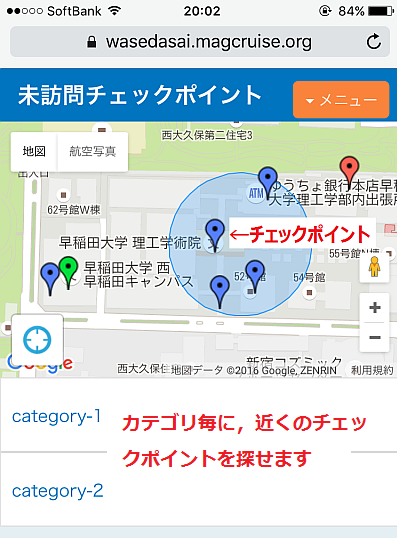 SoftBank 20:02 84%
wasedasai.magcruise.org
未訪問チェックポイント メニュー
西大久保第二住宅3
地図 航空写真
出入口
ATM ゆうちょ銀行本店早稲
大学理工学部内出張所
62号館W棟
早稲田大学 理工学術院
←チェックポイント
55号館N棟
早稲田大学 西
早稲田キャンパス
52号館
54号館
+
−
新宿コズミック
Google
西大久保 地図データ ©2016 Google, ZENRIN 利用規約
category-1
カテゴリ毎に，近くのチェッ
クポイントを探せます
category-2